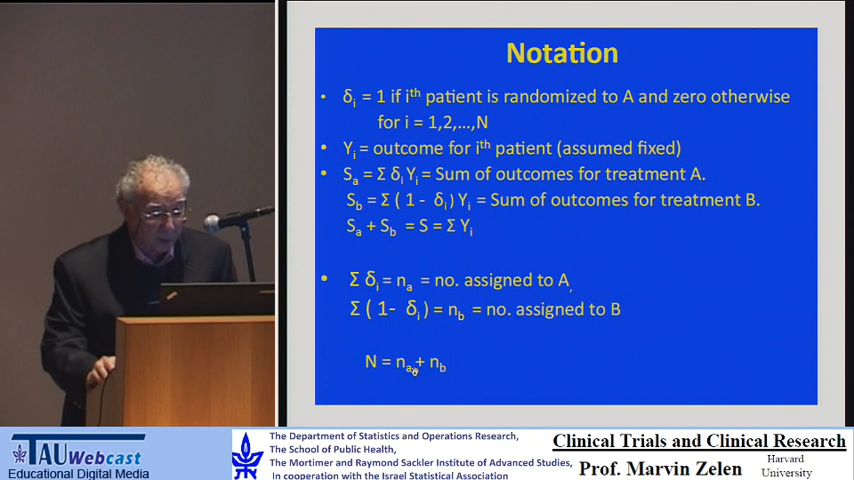 Notation
• δi = 1 if ith patient is randomized to A and zero otherwise
for i = 1,2,...,N
• Yi = outcome for ith patient (assumed fixed)
• Sa = Σ δi Yi = Sum of outcomes for treatment A.
Sb = Σ ( 1- δi ) Yi = Sum of outcomes for treatment B.
Sa + Sb = S = Σ Yi
• Σ δi = na = no. assigned to A,
Σ ( 1- δi ) = nb = no. assigned to B
N = na + nb
TAU Webcast
Educational Digital Media
The Department of Statistics and Operations Research,
The School of Public Health,
The Mortimer and Raymond Sackler Institute of Advanced Studies,
In cooperation with the Israel Statistical Association
Clinical Trials and Clinical Research
Prof. Marvin Zelen
Harvard
University